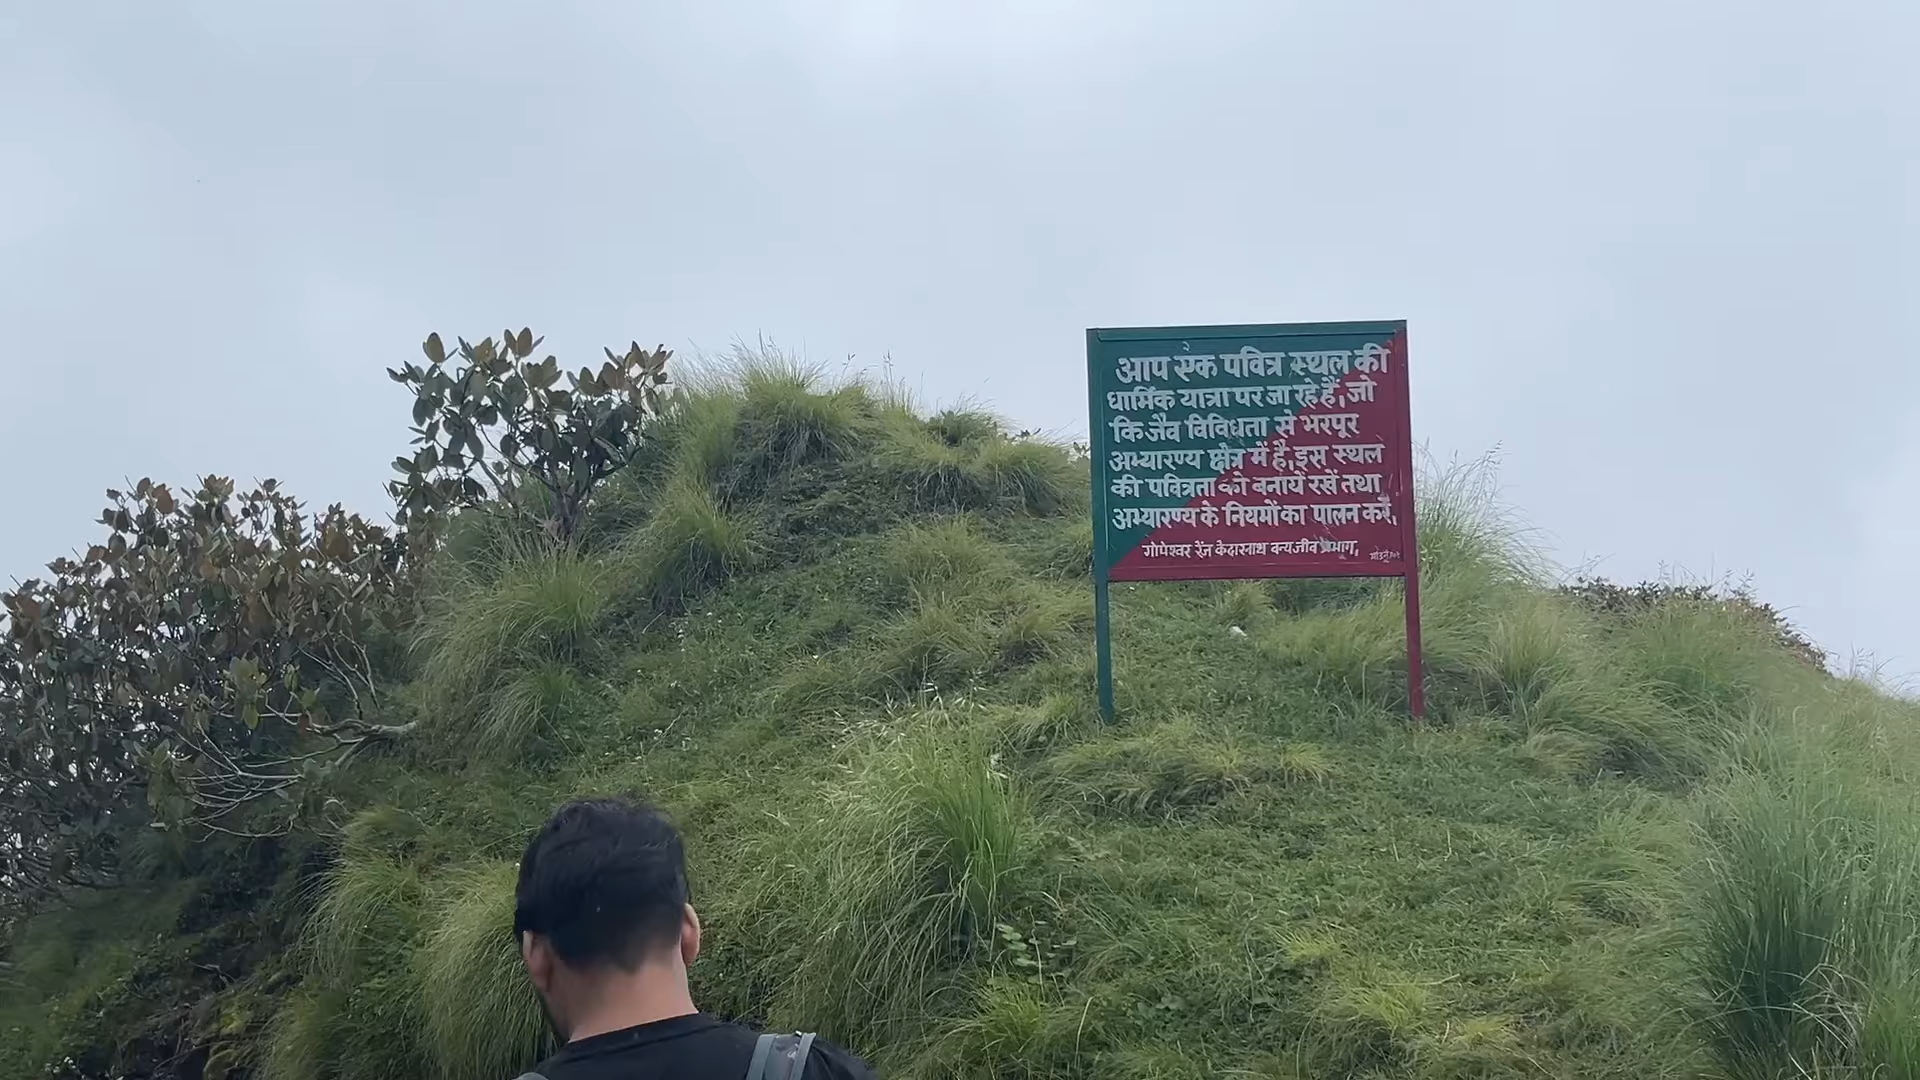 आप एक पवित्र स्थल की
धार्मिक यात्रा पर जा रहे हैं, जो
कि जैव विविधता से भरपूर
अभ्यारण्य क्षेत्र में है, इस स्थल
की पवित्रता को बनायें रखें तथा
अभ्यारण्य के नियमों का पालन करें,
गोपेश्वर रेंज केदारनाथ वन्यजीव प्रभाग,